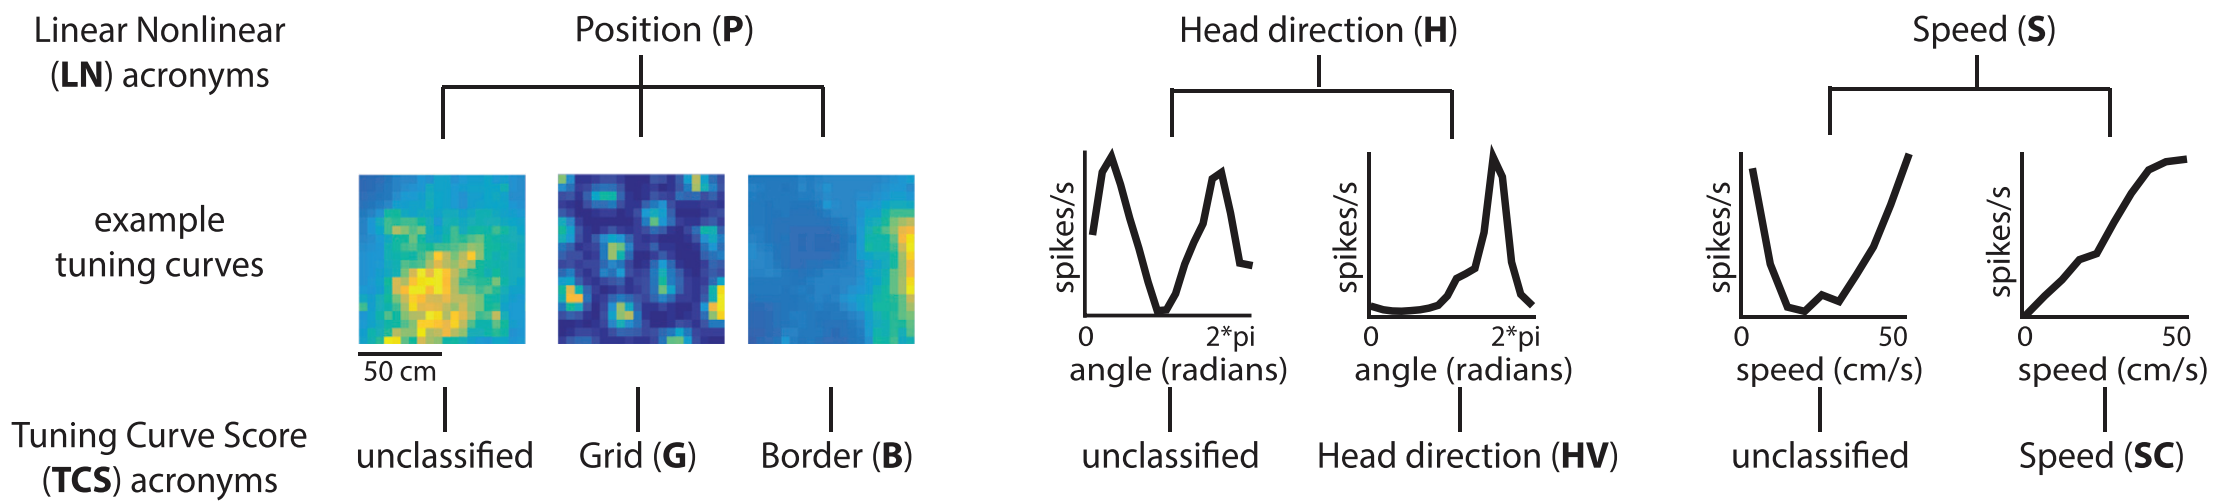 Linear Nonlinear
(LN) acronyms
Position (P)
Head direction (H)
Speed (S)
example
tuning curves
50 cm
spikes/s
0
2*pi
angle (radians)
spikes/s
0
2*pi
angle (radians)
spikes/s
0
50
speed (cm/s)
spikes/s
0
50
speed (cm/s)
Tuning Curve Score
(TCS) acronyms
unclassified
Grid (G)
Border (B)
unclassified
Head direction (HV)
unclassified
Speed (SC)